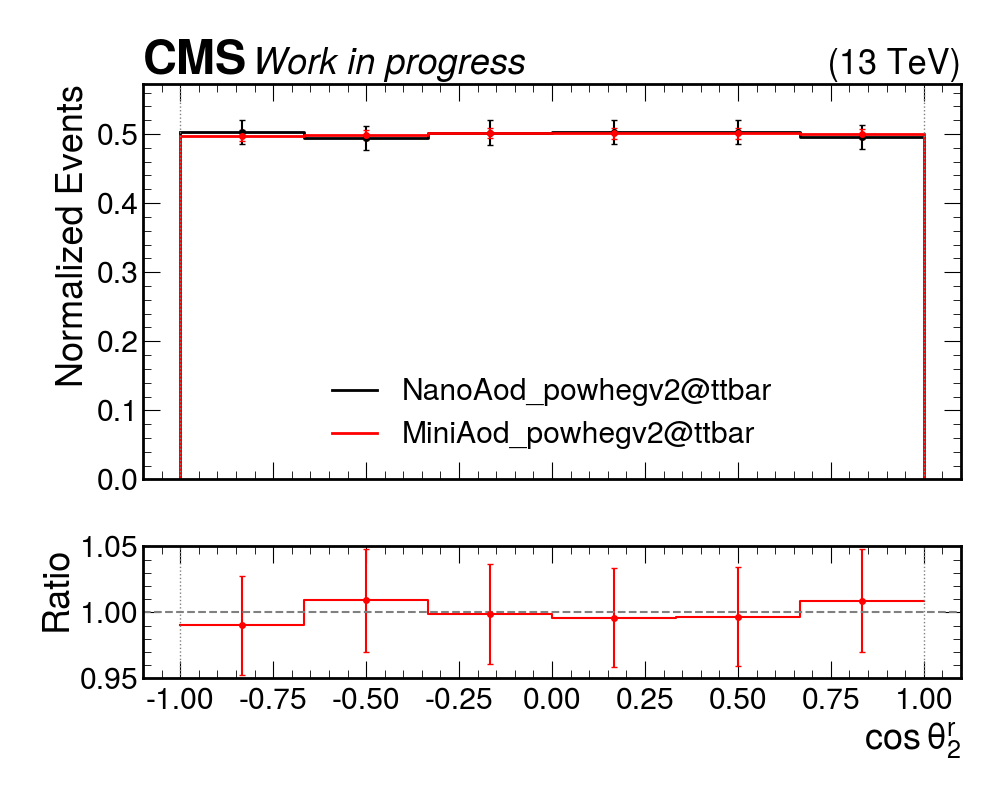 CMS Work in progress (13 TeV)
Normalized Events
0.5
0.4
0.3
0.2
0.1
0.0
NanoAod_powhegv2@ttbar
MiniAod_powhegv2@ttbar
Ratio
1.05
1.00
0.95
-1.00 -0.75 -0.50 -0.25 0.00 0.25 0.50 0.75 1.00
cos θ₂ʳ